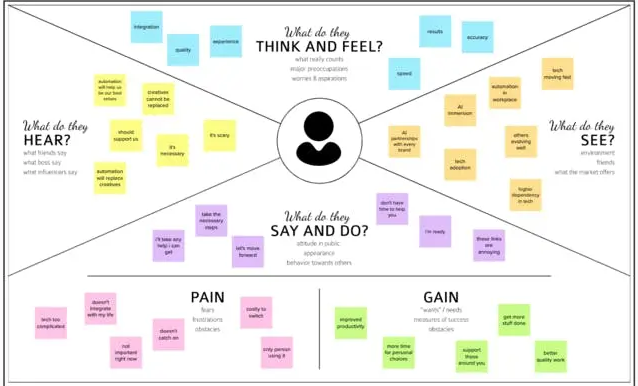 What do they
THINK AND FEEL?
what really counts
major preoccupations
worries & aspirations
integration
quality
experience
results
accuracy
speed
What do they
HEAR?
what friends say
what boss say
what influencers say
automation
will help us
creatives
cannot be
replaced
should
support us
it's
necessary
it's scary
automation
will replace
creatives
What do they
SEE?
environment
friends
what the market offers
tech
moving fast
automation
in
workplace
AI
immersion
AI
partnerships
with every
brand
others
evolving well
tech
adoption
higher
dependency
in tech
What do they
SAY AND DO?
attitude in public
appearance
behavior towards others
take the
necessary
steps
i'll take any
help i can
get
let's move
forward
don't have
time to help
you
i'm ready
these links
are
annoying
PAIN
fears
frustrations
obstacles
tech too
complicated
doesn't
integrate
with my life
not
important
right now
doesn't
catch on
costly to
switch
only person
using it
GAIN
"wants" / needs
measures of success
obstacles
improved
productivity
more time
for personal
choices
support
those
around you
get more
stuff done
better
quality work